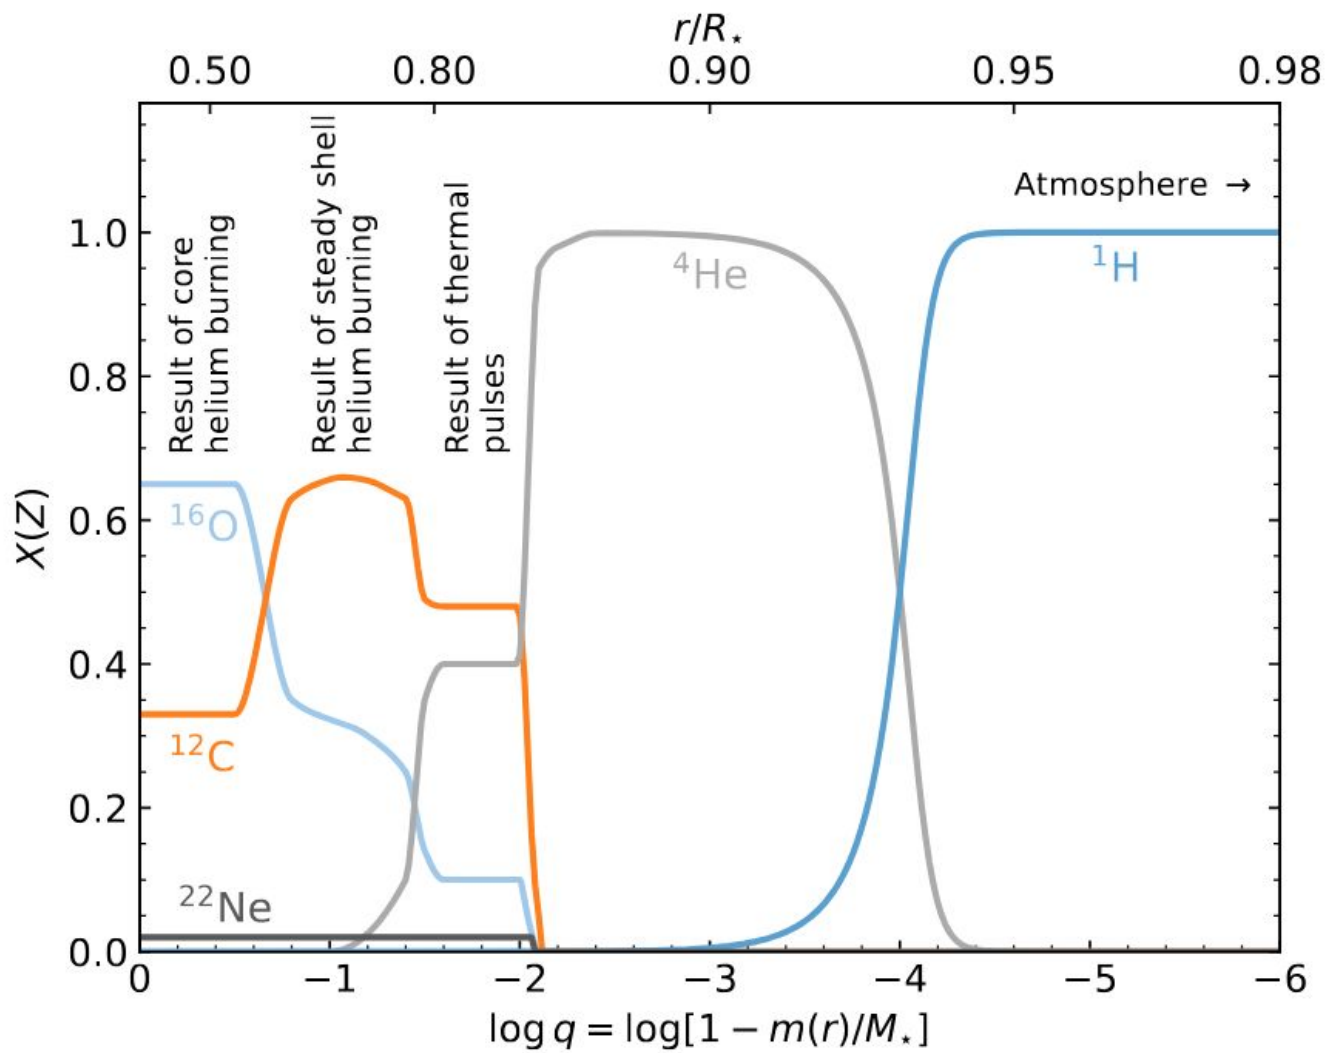 r/R⋆
0.50 0.80 0.90 0.95 0.98
Result of core
helium burning
Result of steady shell
helium burning
Result of thermal
pulses
Atmosphere →
1.0
0.8
0.6
0.4
0.2
0.0
X(Z)
⁴He
¹H
¹⁶O
¹²C
²²Ne
0 −1 −2 −3 −4 −5 −6
log q = log[1 − m(r)/M⋆]